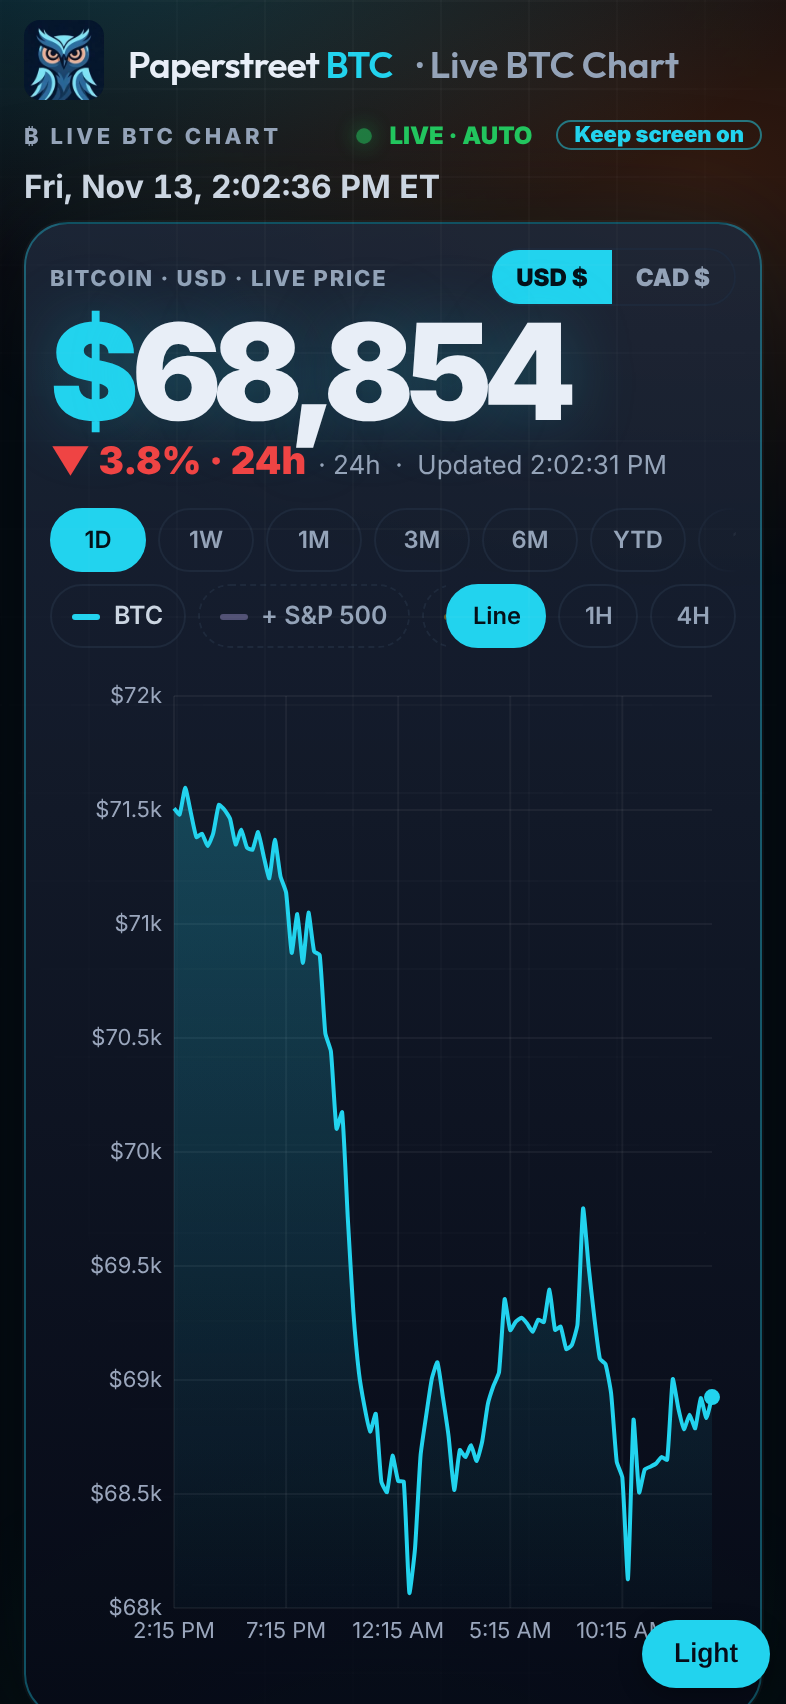 Paperstreet BTC · Live BTC Chart
₿ LIVE BTC CHART LIVE · AUTO Keep screen on
Fri, Nov 13, 2:02:36 PM ET
BITCOIN · USD · LIVE PRICE USD $ CAD $
$68,854
▼ 3.8% · 24h · 24h · Updated 2:02:31 PM
1D 1W 1M 3M 6M YTD
BTC + S&P 500 Line 1H 4H
$72k
$71.5k
$71k
$70.5k
$70k
$69.5k
$69k
$68.5k
$68k
2:15 PM 7:15 PM 12:15 AM 5:15 AM 10:15 AM
Light